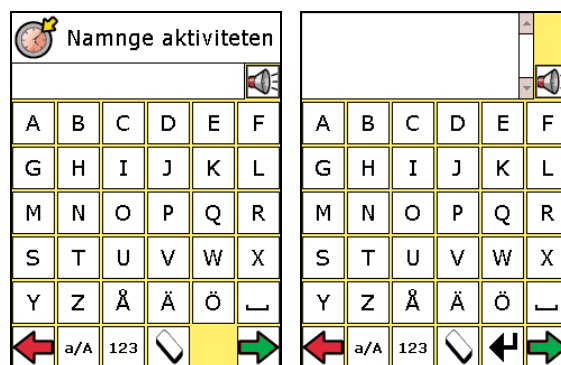 Namnge aktiviteten
A B C D E F
G H I J K L
M N O P Q R
S T U V W X
Y Z Å Ä Ö
a/A 123
A B C D E F
G H I J K L
M N O P Q R
S T U V W X
Y Z Å Ä Ö
a/A 123